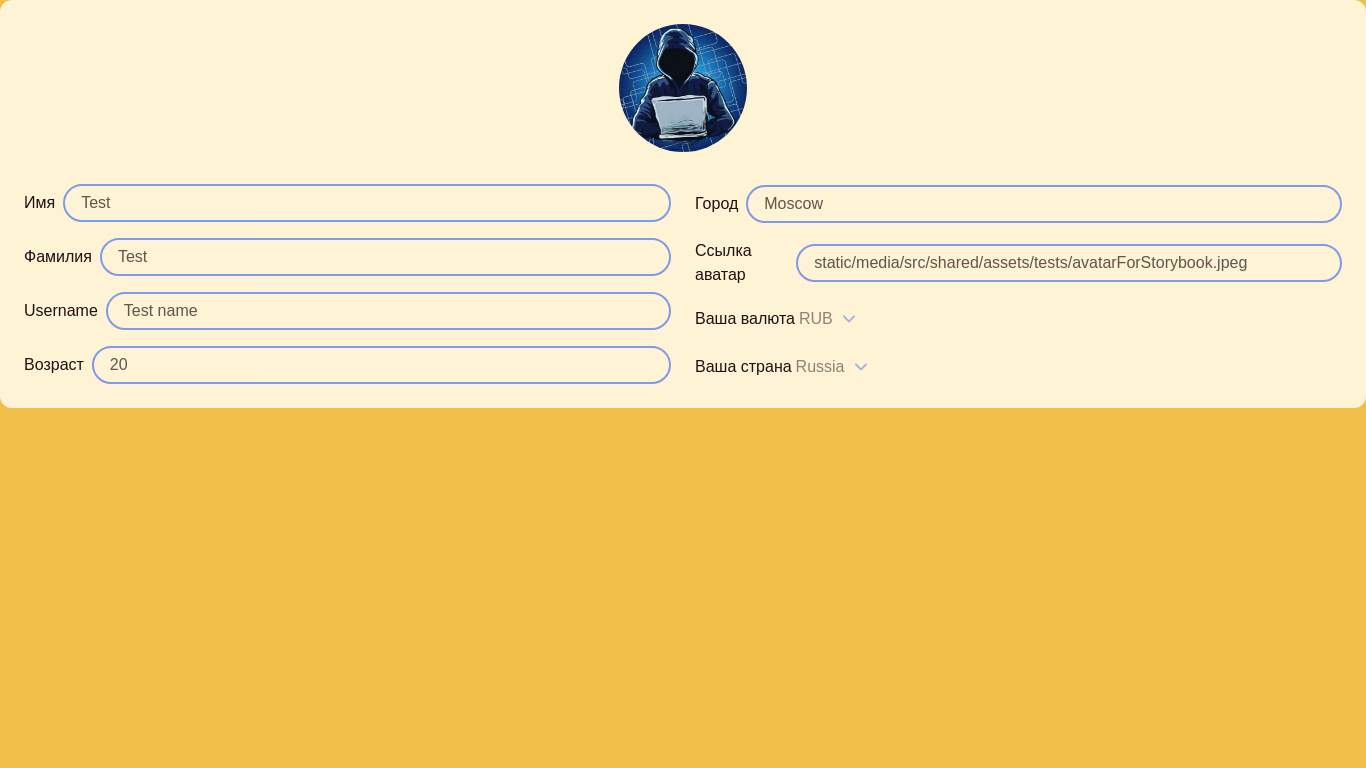 Имя Test
Фамилия Test
Username Test name
Возраст 20
Город Moscow
Ссылка
аватар
static/media/src/shared/assets/tests/avatarForStorybook.jpeg
Ваша валюта RUB
Ваша страна Russia